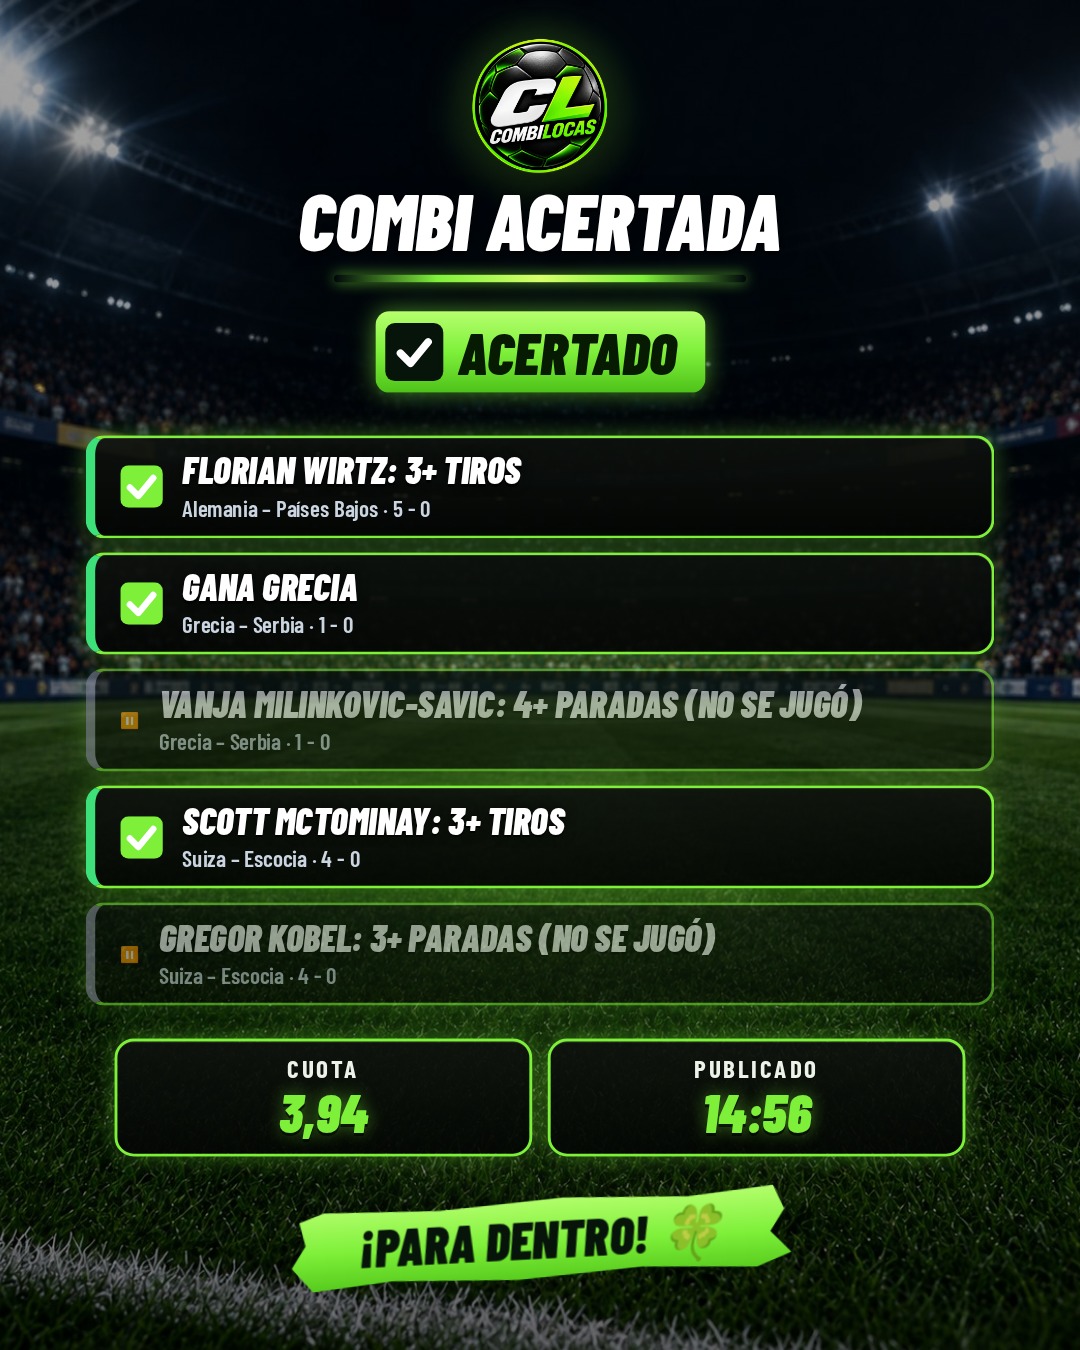 CL
COMBILOCAS
COMBI ACERTADA
ACERTADO
FLORIAN WIRTZ: 3+ TIROS
Alemania – Países Bajos · 5 - 0
GANA GRECIA
Grecia – Serbia · 1 - 0
VANJA MILINKOVIC-SAVIC: 4+ PARADAS (NO SE JUGÓ)
Grecia – Serbia · 1 - 0
SCOTT MCTOMINAY: 3+ TIROS
Suiza – Escocia · 4 - 0
GREGOR KOBEL: 3+ PARADAS (NO SE JUGÓ)
Suiza – Escocia · 4 - 0
CUOTA
3,94
PUBLICADO
14:56
¡PARA DENTRO! 🍀